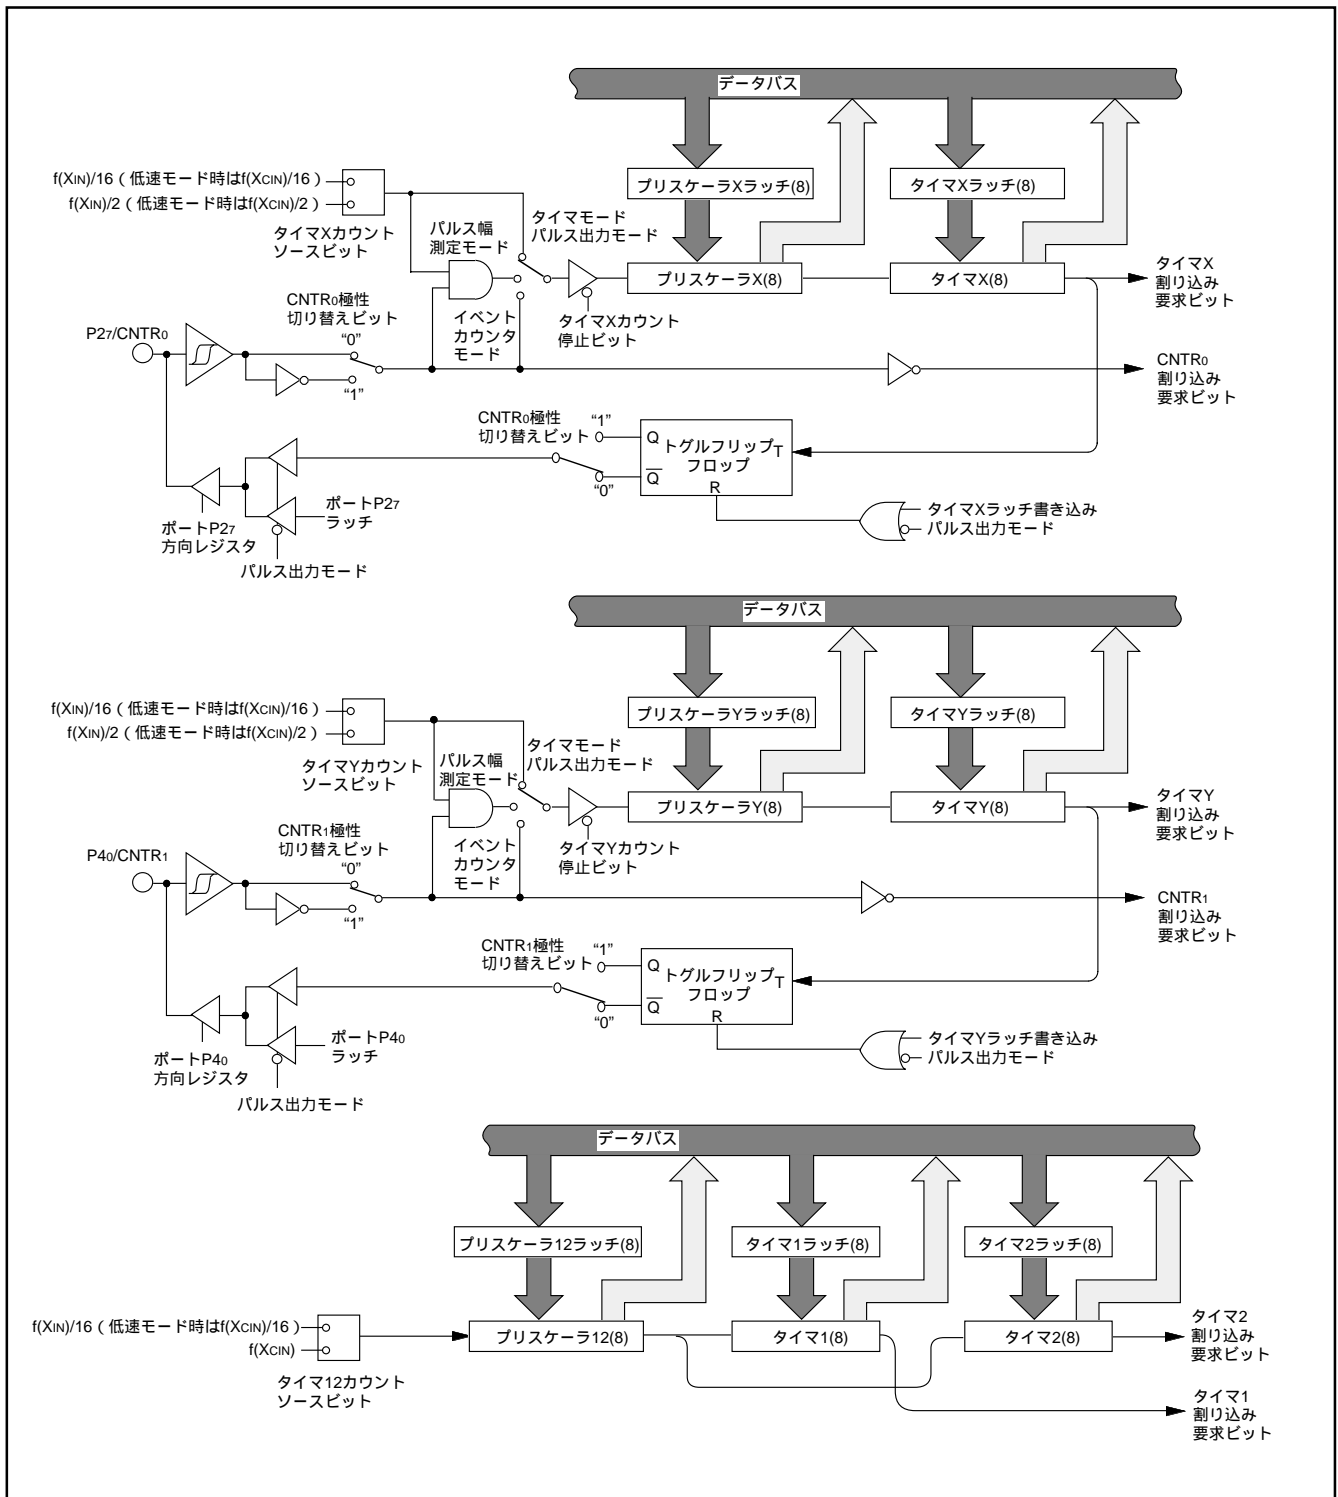 データバス
プリスケーラXラッチ(8)
タイマXラッチ(8)
f(XIN)/16（低速モード時はf(XCIN)/16）
f(XIN)/2（低速モード時はf(XCIN)/2）
タイマXカウント
ソースビット
パルス幅
測定モード
タイマモード
パルス出力モード
プリスケーラX(8)
タイマX(8)
タイマX
割り込み
要求ビット
CNTR0極性
切り替えビット
“0”
イベント
カウンタ
モード
タイマXカウント
停止ビット
P27/CNTR0
“1”
CNTR0
割り込み
要求ビット
CNTR0極性
切り替えビット
“1”
“0”
Q
トグルフリップ
フロップ
T
Q
R
ポートP27
ラッチ
ポートP27
方向レジスタ
パルス出力モード
タイマXラッチ書き込み
パルス出力モード
データバス
プリスケーラYラッチ(8)
タイマYラッチ(8)
f(XIN)/16（低速モード時はf(XCIN)/16）
f(XIN)/2（低速モード時はf(XCIN)/2）
タイマYカウント
ソースビット
パルス幅
測定モード
タイマモード
パルス出力モード
プリスケーラY(8)
タイマY(8)
タイマY
割り込み
要求ビット
CNTR1極性
切り替えビット
“0”
イベント
カウンタ
モード
タイマYカウント
停止ビット
P40/CNTR1
“1”
CNTR1
割り込み
要求ビット
CNTR1極性
切り替えビット
“1”
“0”
Q
トグルフリップ
フロップ
T
Q
R
ポートP40
ラッチ
ポートP40
方向レジスタ
パルス出力モード
タイマYラッチ書き込み
パルス出力モード
データバス
プリスケーラ12ラッチ(8)
タイマ1ラッチ(8)
タイマ2ラッチ(8)
f(XIN)/16（低速モード時はf(XCIN)/16）
f(XCIN)
タイマ12カウント
ソースビット
プリスケーラ12(8)
タイマ1(8)
タイマ2(8)
タイマ2
割り込み
要求ビット
タイマ1
割り込み
要求ビット